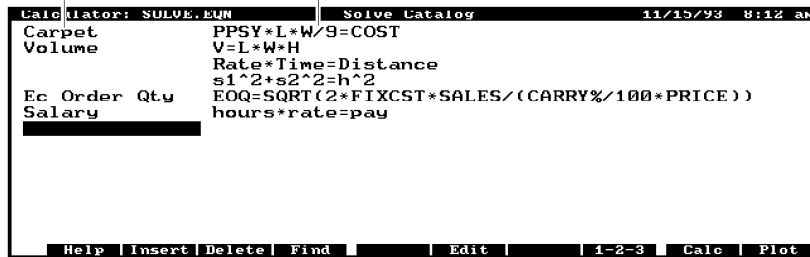 Calculator: SOLVE.EQN Solve Catalog 11/15/93 8:12 am
Carpet PPSY*L*W/9=COST
Volume V=L*W*H
Rate*Time=Distance
s1^2+s2^2=h^2
Ec Order Qty EOQ=SQRT(2*FIXCST*SALES/(CARRY%/100*PRICE))
Salary hours*rate=pay
Help Insert Delete Find Edit 1-2-3 Calc Plot